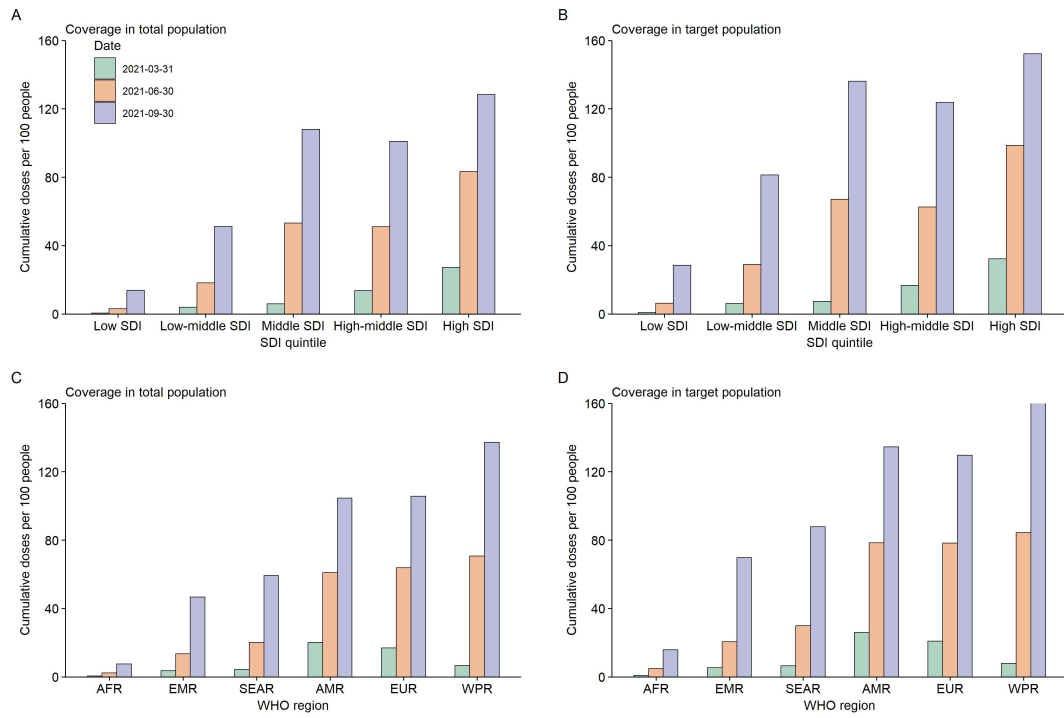 A
Coverage in total population
Date
2021-03-31
2021-06-30
2021-09-30
160
120
80
40
0
Cumulative doses per 100 people
Low SDI Low-middle SDI Middle SDI High-middle SDI High SDI
SDI quintile
B
Coverage in target population
160
120
80
40
0
Cumulative doses per 100 people
Low SDI Low-middle SDI Middle SDI High-middle SDI High SDI
SDI quintile
C
Coverage in total population
160
120
80
40
0
Cumulative doses per 100 people
AFR EMR SEAR AMR EUR WPR
WHO region
D
Coverage in target population
160
120
80
40
0
Cumulative doses per 100 people
AFR EMR SEAR AMR EUR WPR
WHO region